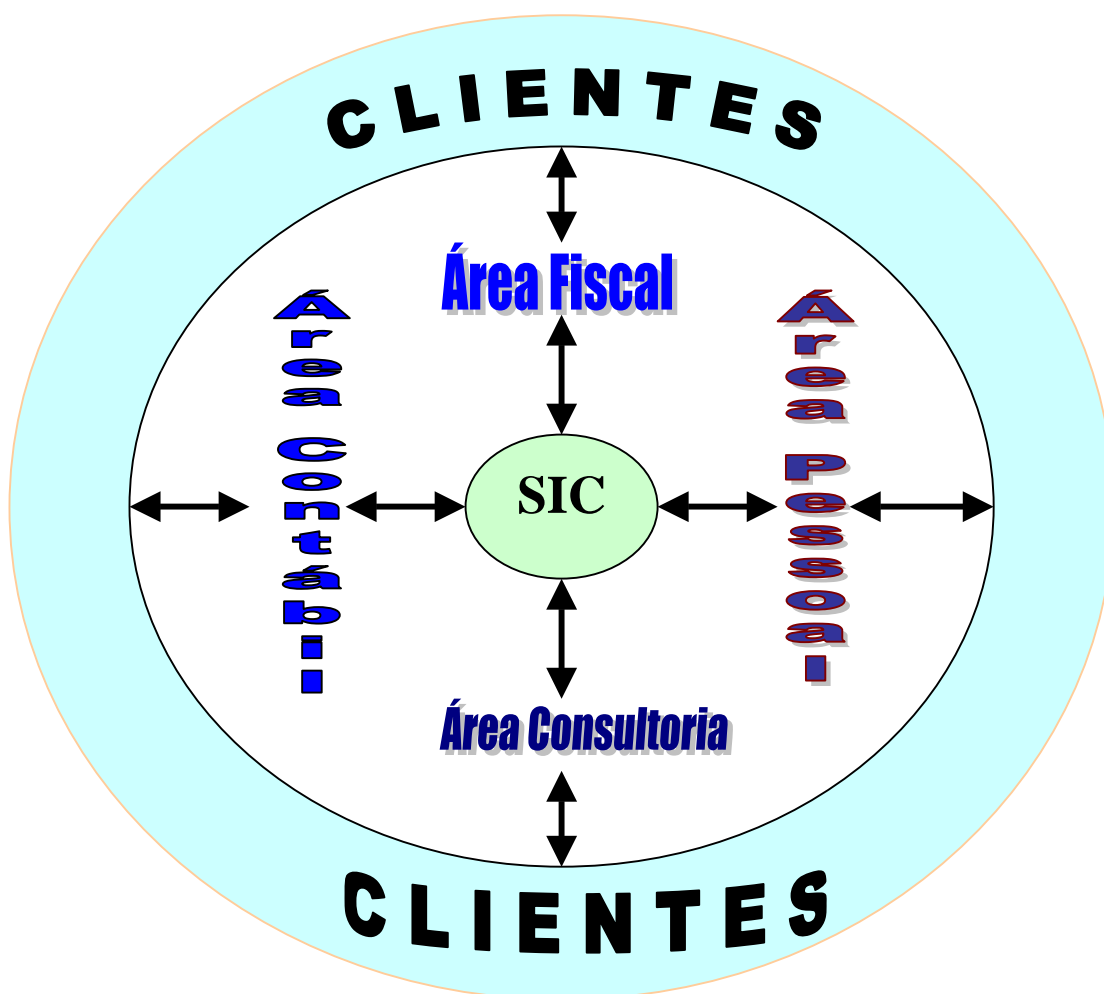 CLIENTES
Área Fiscal
Área Contábil
SIC
Área Pessoal
Área Consultoria
CLIENTES